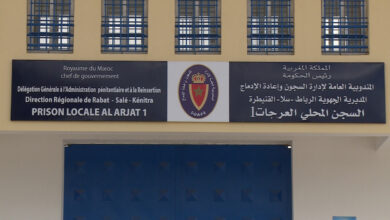 Royaume du Maroc
chef de gouvernement
Délégation Générale à l'Administration pénitentiaire et à la Réinsertion
Direction Régionale de Rabat - Salé - Kénitra
PRISON LOCALE AL ARJAT 1
المملكة المغربية
رئيس الحكومة
المندوبية العامة لإدارة السجون وإعادة الإدماج
المديرية الجهوية الرباط -سلا- القنيطرة
السجن المحلي العرجات 1